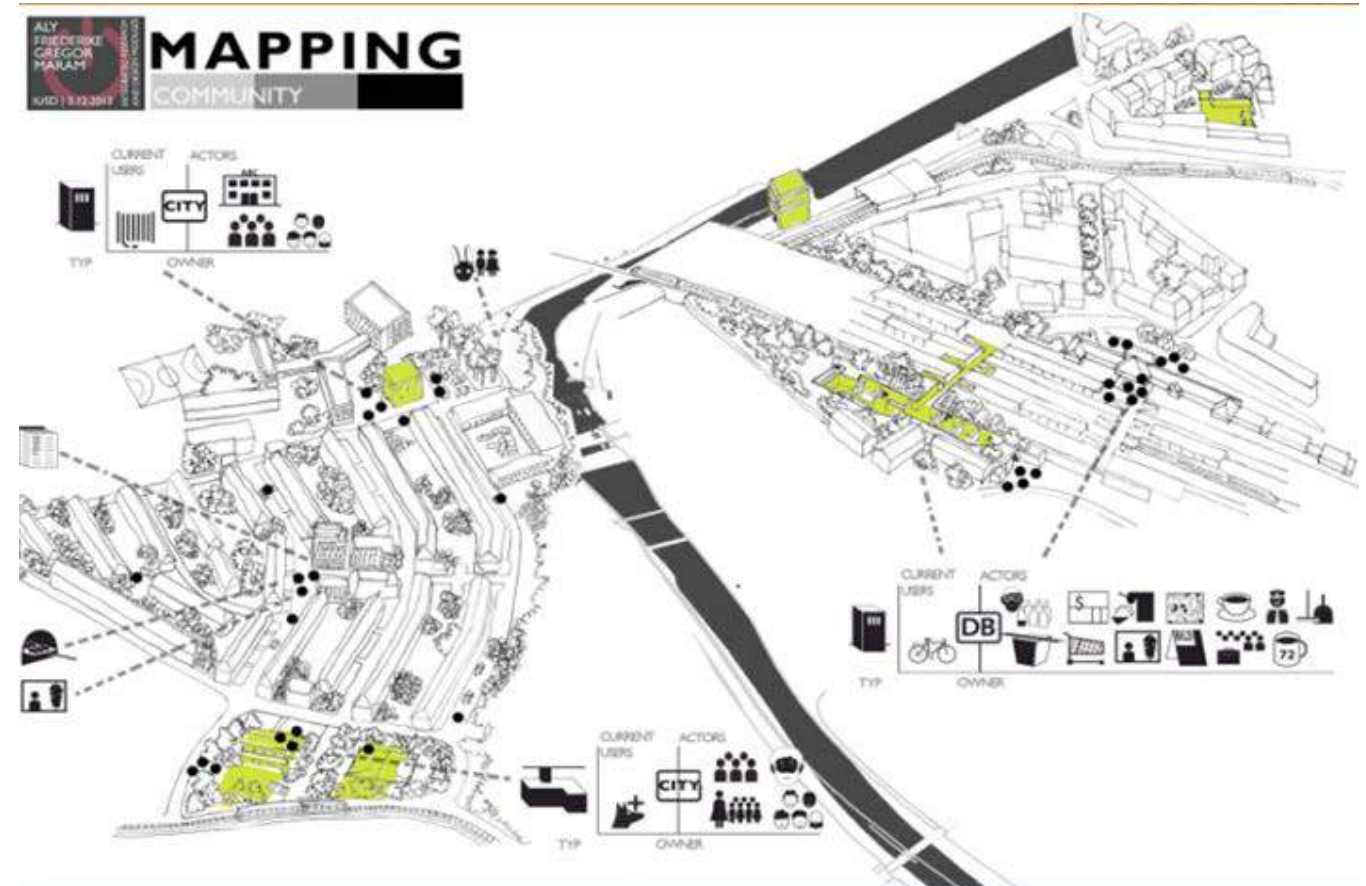 ALY
FRIEDERIKE
GREGOR
MARAM
MAPPING
COMMUNITY
CURRENT
USERS
ACTORS
ABC
CITY
TYP
OWNER
CURRENT
USERS
ACTORS
$
DB
72
TYP
OWNER
CURRENT
USERS
ACTORS
CITY
TYP
OWNER